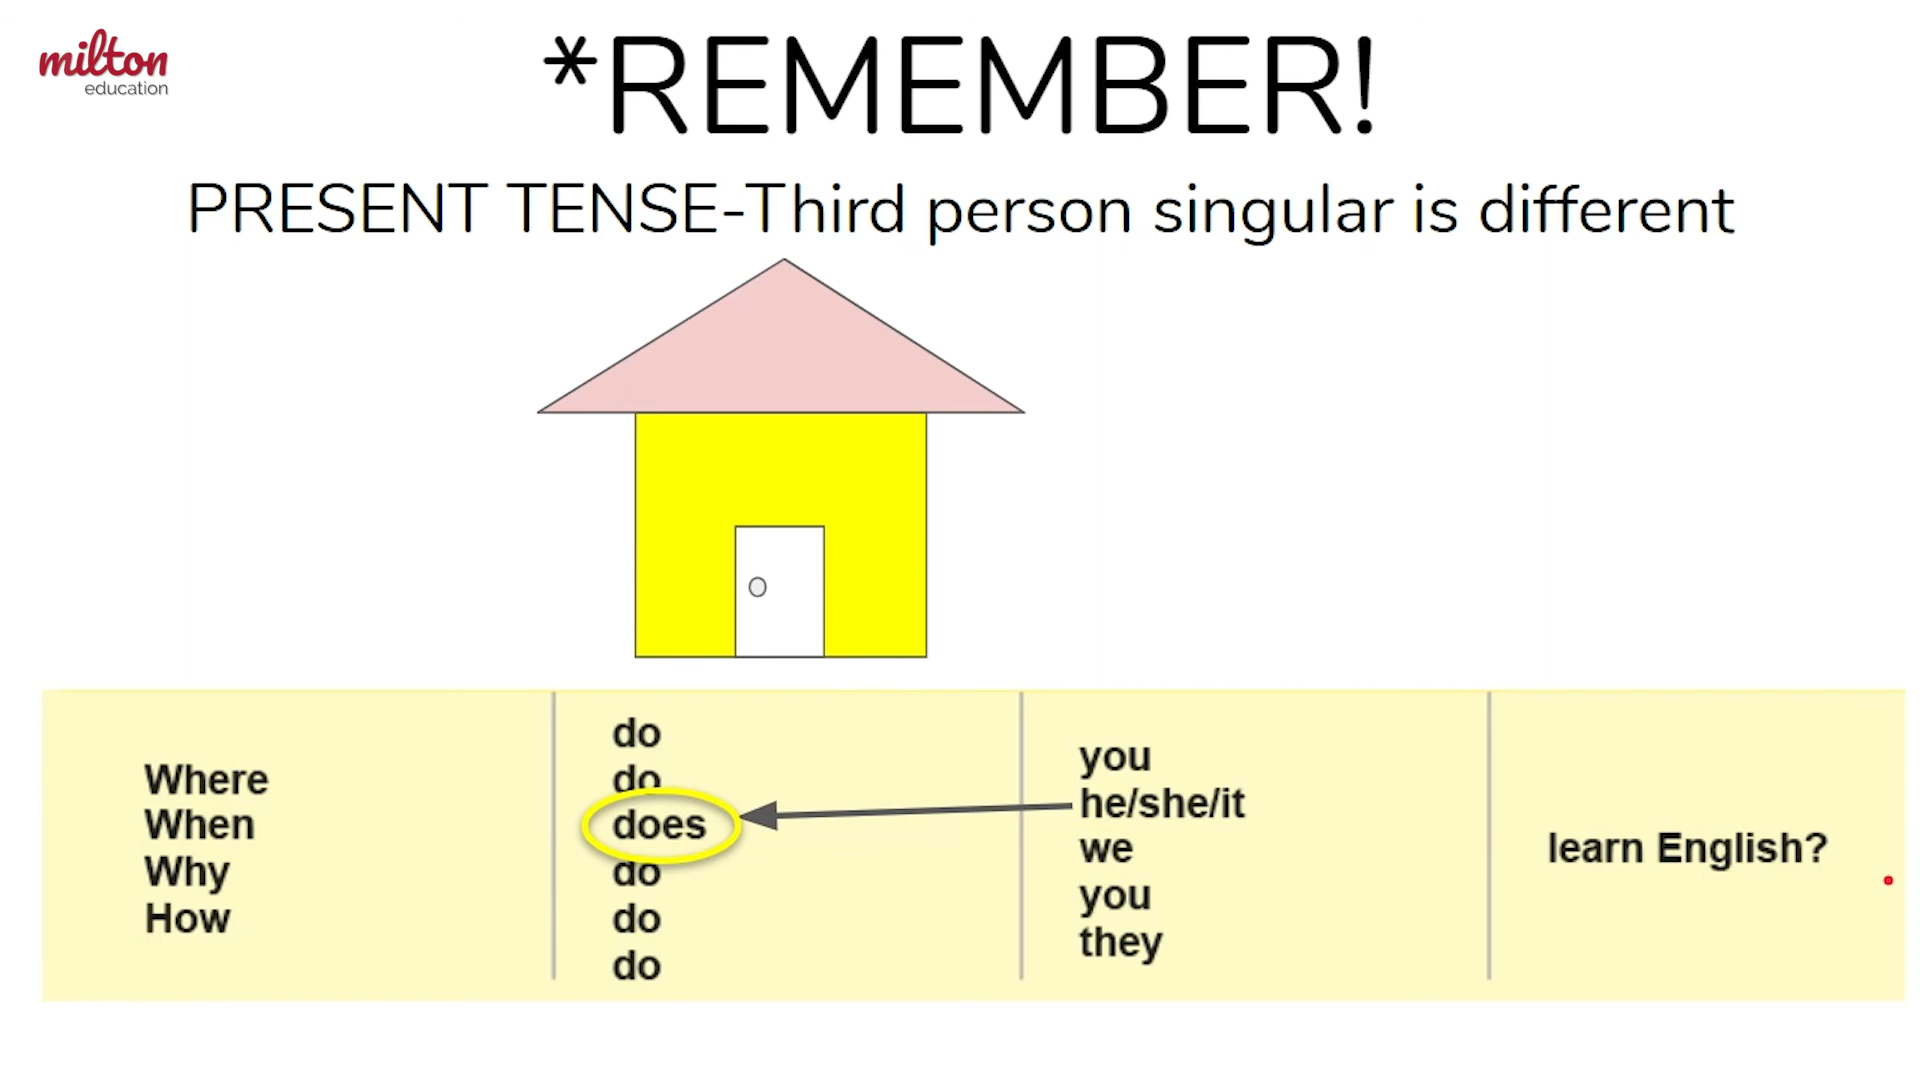 milton
education
*REMEMBER!
PRESENT TENSE-Third person singular is different
Where
When
Why
How
do
do
does
do
do
do
you
he/she/it
we
you
they
learn English?